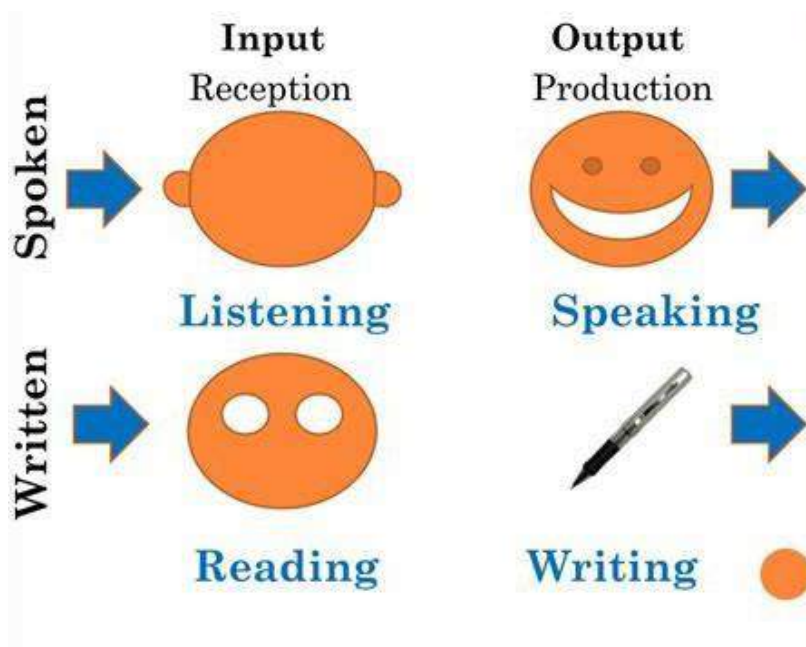 Input
Output
Reception
Production
Spoken
Listening
Speaking
Written
Reading
Writing